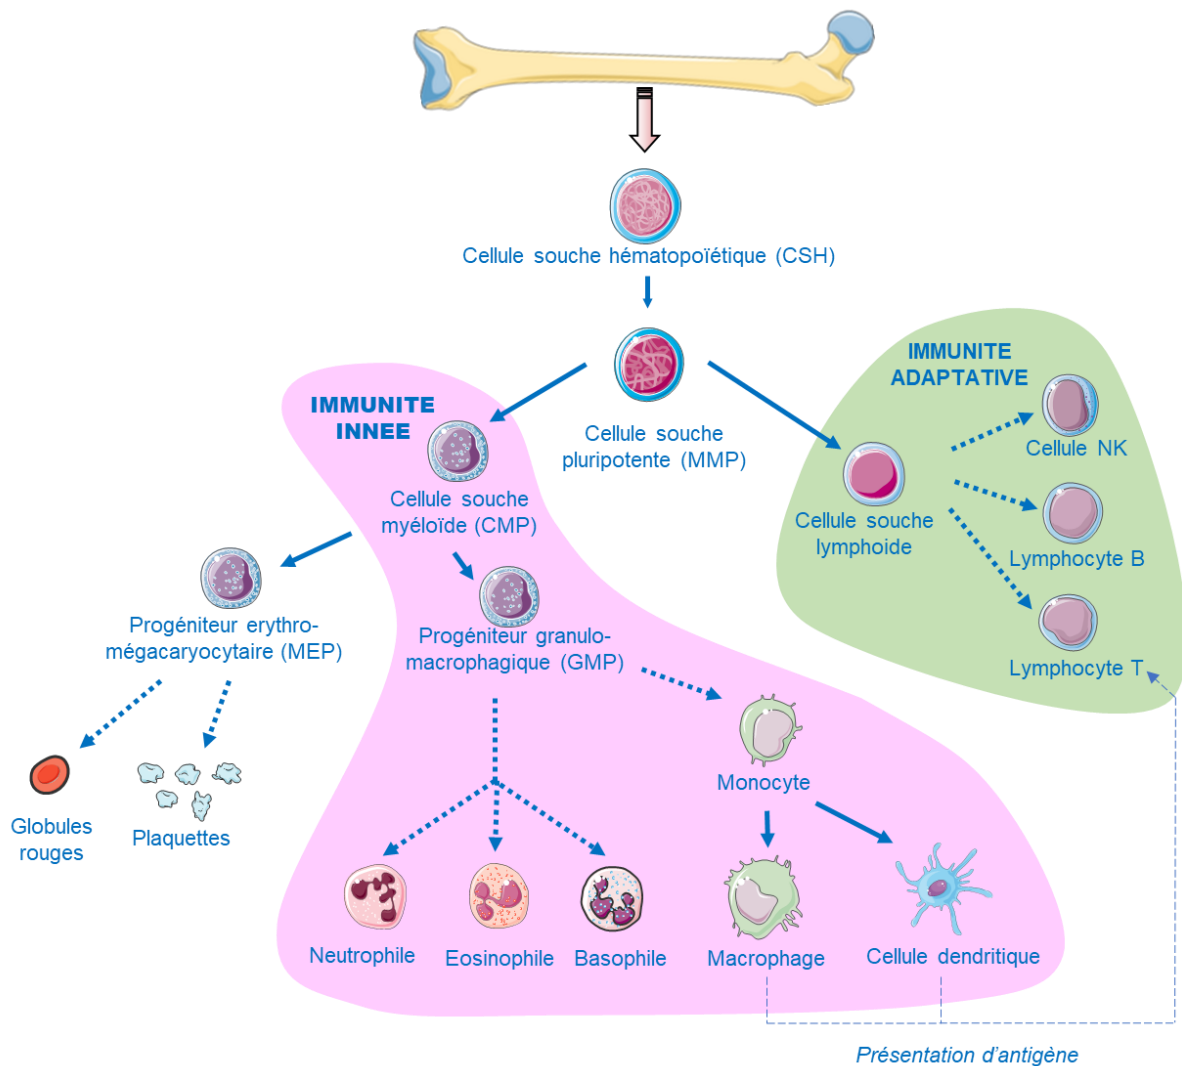 Cellule souche hématopoïétique (CSH)
IMMUNITE
ADAPTATIVE
IMMUNITE
INNEE
Cellule souche
pluripotente (MMP)
Cellule NK
Cellule souche
myéloïde (CMP)
Cellule souche
lymphoide
Lymphocyte B
Progéniteur erythro-
mégacaryocytaire (MEP)
Progéniteur granulo-
macrophagique (GMP)
Lymphocyte T
Monocyte
Globules
rouges
Plaquettes
Neutrophile
Eosinophile
Basophile
Macrophage
Cellule dendritique
Présentation d'antigène